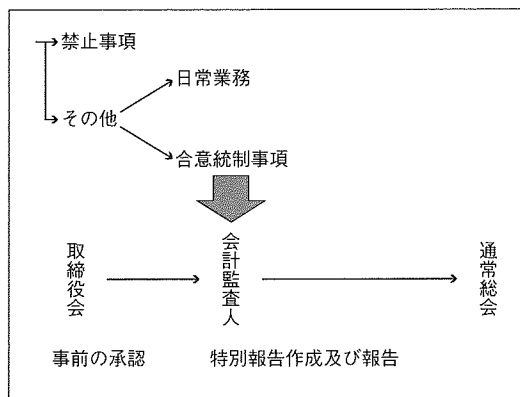 禁止事項
日常業務
その他
合意統制事項
取締役会
会計監査人
通常総会
事前の承認
特別報告作成及び報告